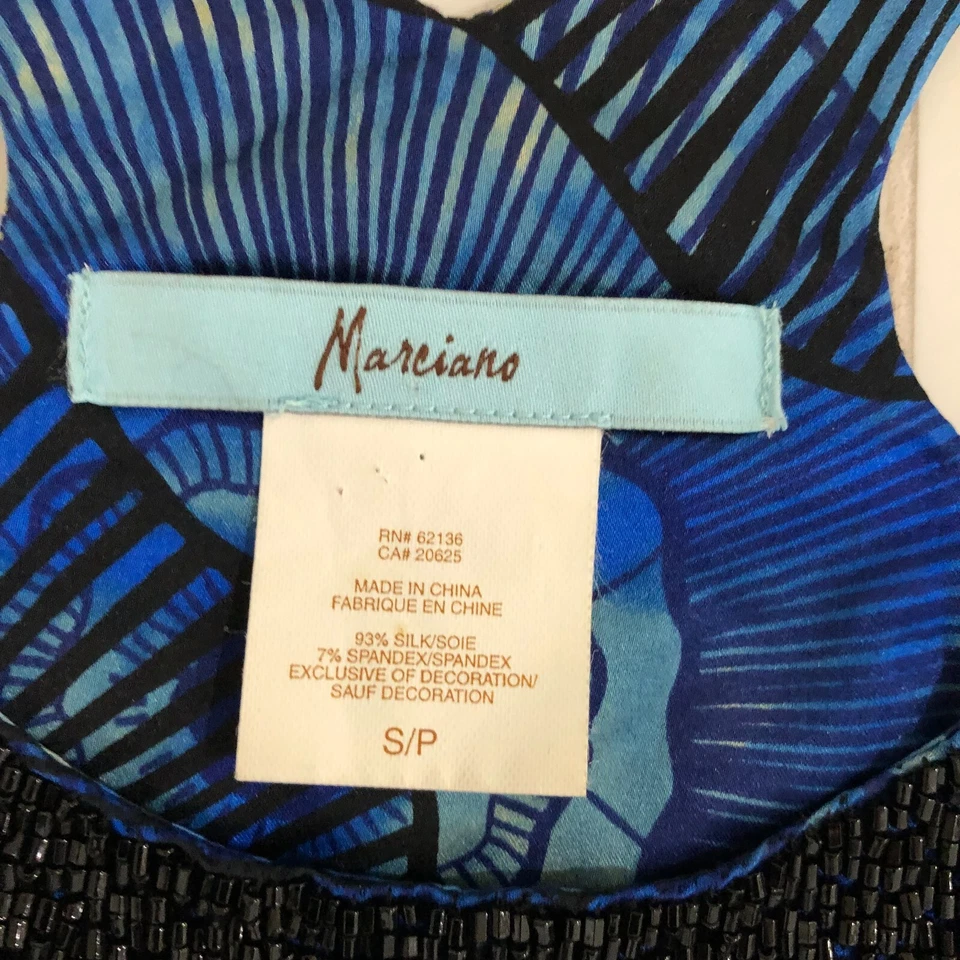 Marciano
RN# 62136
CA# 20625
MADE IN CHINA
FABRIQUE EN CHINE
93% SILK/SOIE
7% SPANDEX/SPANDEX
EXCLUSIVE OF DECORATION/
SAUF DECORATION
S/P